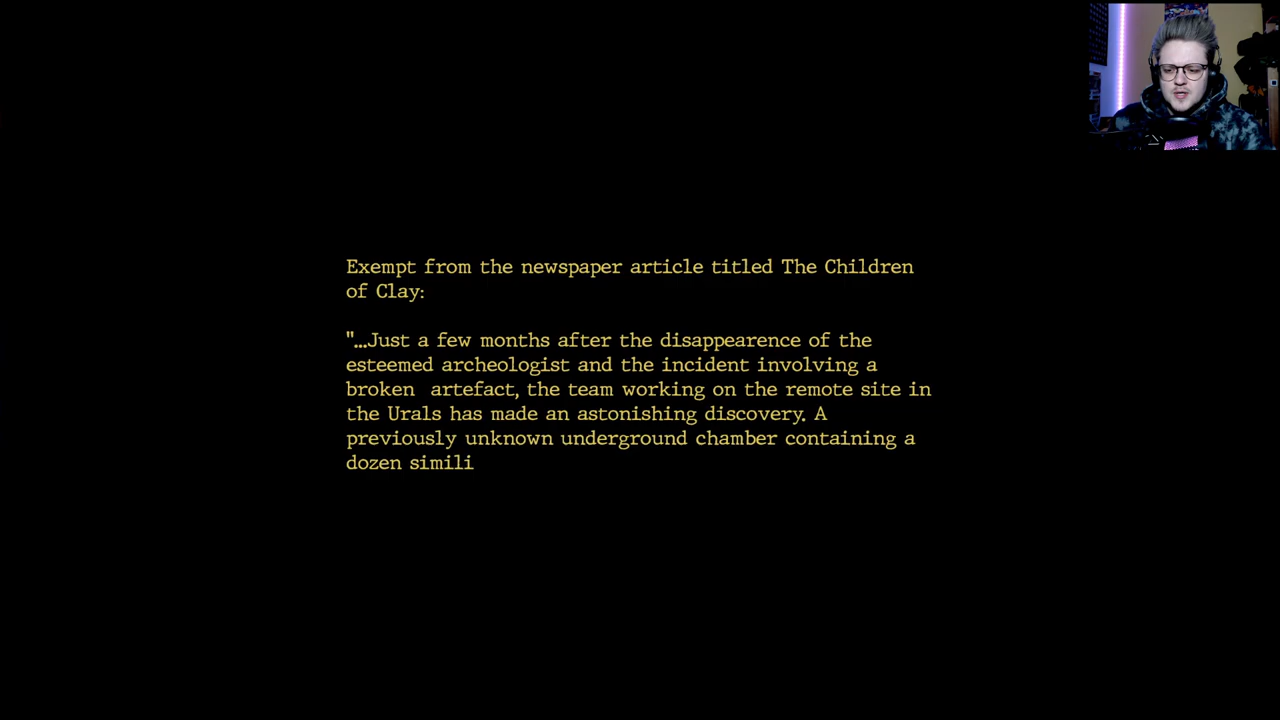 Exempt from the newspaper article titled The Children
of Clay:
"...Just a few months after the disappearence of the
esteemed archeologist and the incident involving a
broken  artefact, the team working on the remote site in
the Urals has made an astonishing discovery. A
previously unknown underground chamber containing a
dozen simili